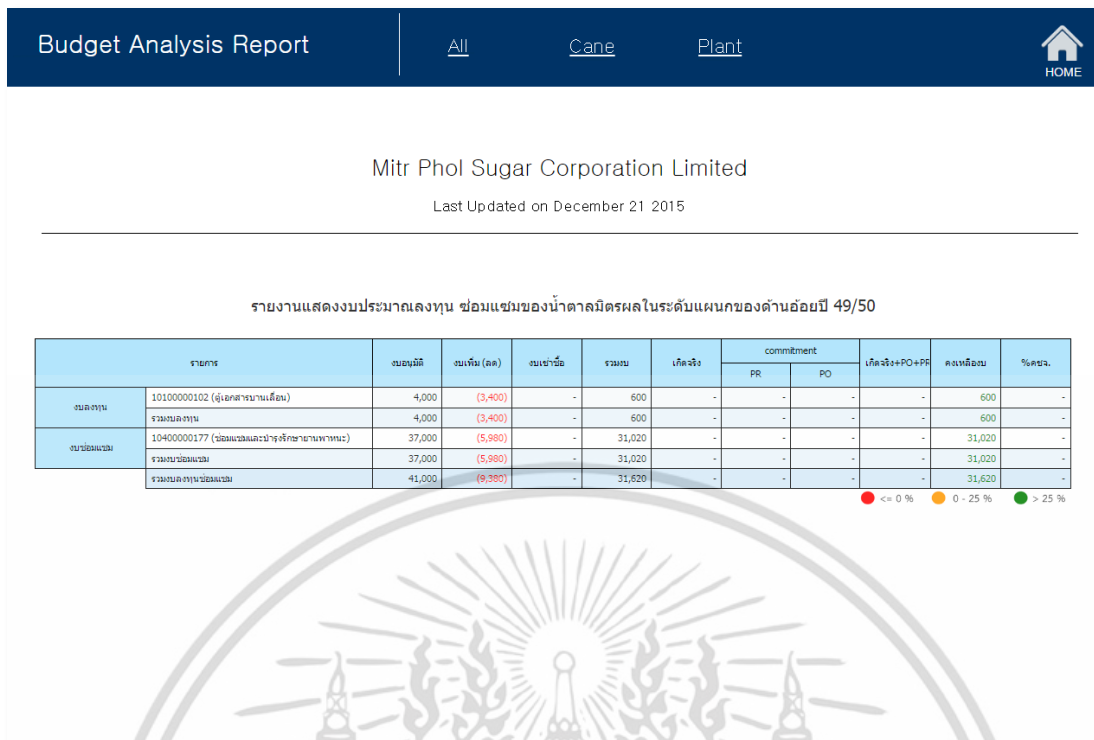 Budget Analysis Report All Cane Plant HOME
Mitr Phol Sugar Corporation Limited
Last Updated on December 21 2015
รายงานแสดงงบประมาณลงทุน ซ่อมแซมของน้ำตาลมิตรผลในระดับแผนกของด้านอ้อยปี 49/50
รายการ งบอนุมัติ งบเพิ่ม (ลด) งบเช่าซื้อ รวมงบ เกิดจริง commitment เกิดจริง+PO+PR คงเหลืองบ %คชจ.
PR PO
งบลงทุน 10100000102 (ตู้เอกสารบานเลื่อน) 4,000 (3,400) - 600 - - - - 600 -
รวมงบลงทุน 4,000 (3,400) - 600 - - - - 600 -
งบซ่อมแซม 10400000177 (ซ่อมแซมและบำรุงรักษายานพาหนะ) 37,000 (5,980) - 31,020 - - - - 31,020 -
รวมงบซ่อมแซม 37,000 (5,980) - 31,020 - - - - 31,020 -
รวมงบลงทุนซ่อมแซม 41,000 (9,380) - 31,620 - - - - 31,620 -
<= 0 % 0 - 25 % > 25 %